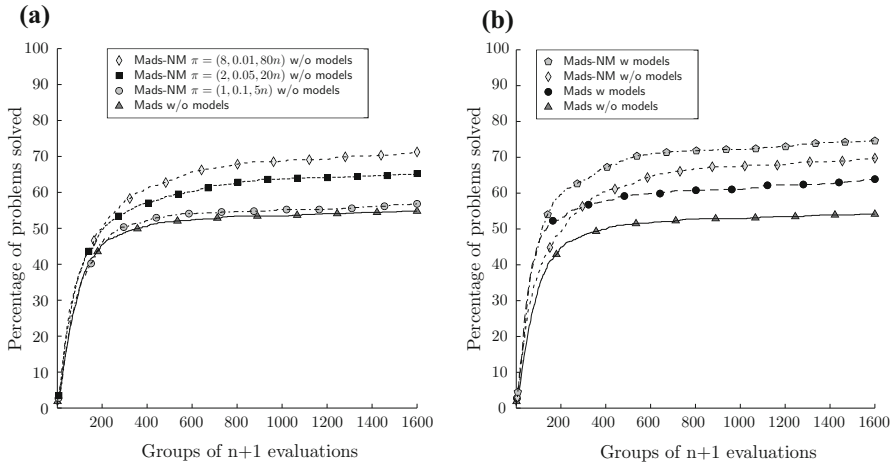 (a)
100
90
80
70
60
50
40
30
20
10
0
Percentage of problems solved
Mads-NM π = (8, 0.01, 80n) w/o models
Mads-NM π = (2, 0.05, 20n) w/o models
Mads-NM π = (1, 0.1, 5n) w/o models
Mads w/o models
200 400 600 800 1000 1200 1400 1600
Groups of n+1 evaluations
(b)
100
90
80
70
60
50
40
30
20
10
0
Percentage of problems solved
Mads-NM w models
Mads-NM w/o models
Mads w models
Mads w/o models
200 400 600 800 1000 1200 1400 1600
Groups of n+1 evaluations